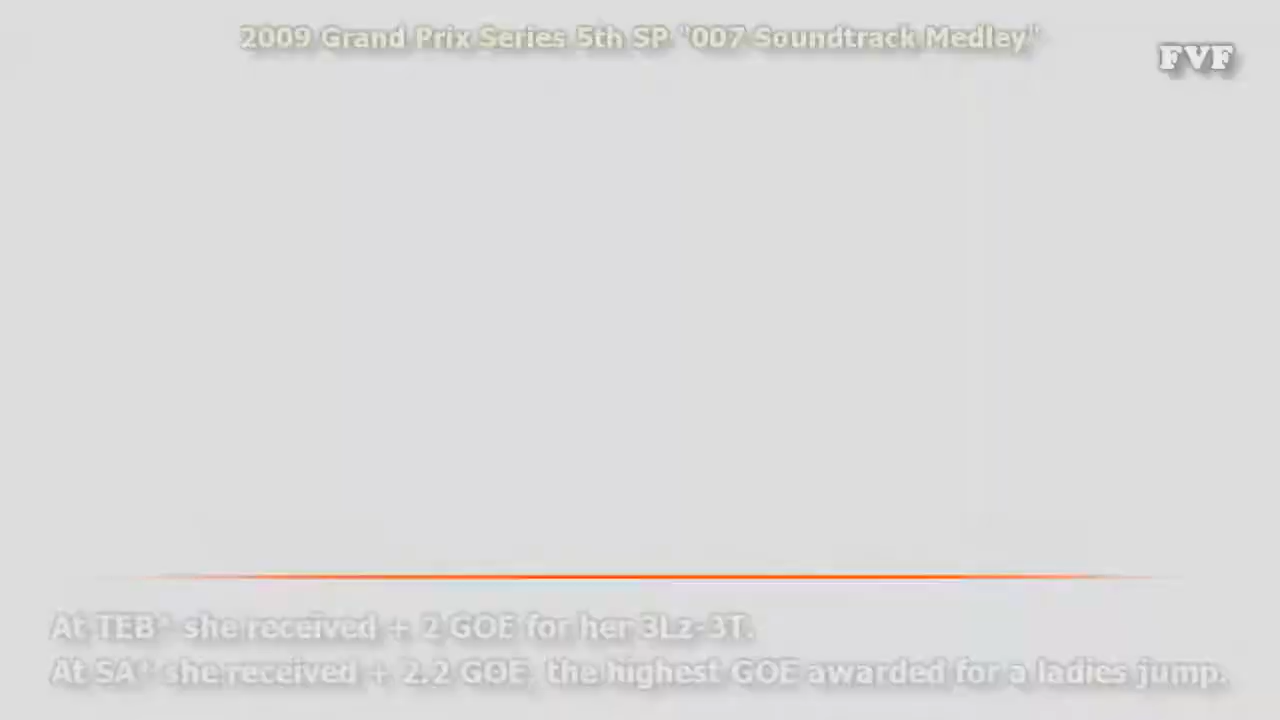 2009 Grand Prix Series 5th SP "007 Soundtrack Medley"
FVF
At TEB* she received + 2 GOE for her 3Lz-3T.
At SA* she received + 2.2 GOE, the highest GOE awarded for a ladies jump.